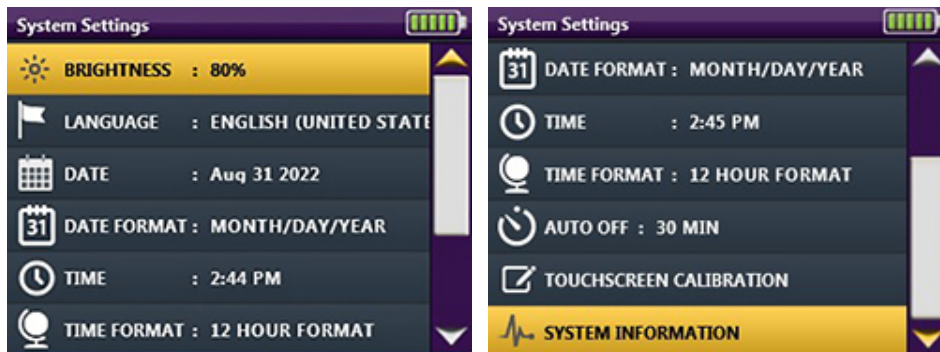 System Settings
BRIGHTNESS : 80%
LANGUAGE : ENGLISH (UNITED STATE
DATE : Aug 31 2022
31 DATE FORMAT : MONTH/DAY/YEAR
TIME : 2:44 PM
TIME FORMAT : 12 HOUR FORMAT
System Settings
31 DATE FORMAT : MONTH/DAY/YEAR
TIME : 2:45 PM
TIME FORMAT : 12 HOUR FORMAT
AUTO OFF : 30 MIN
TOUCHSCREEN CALIBRATION
SYSTEM INFORMATION